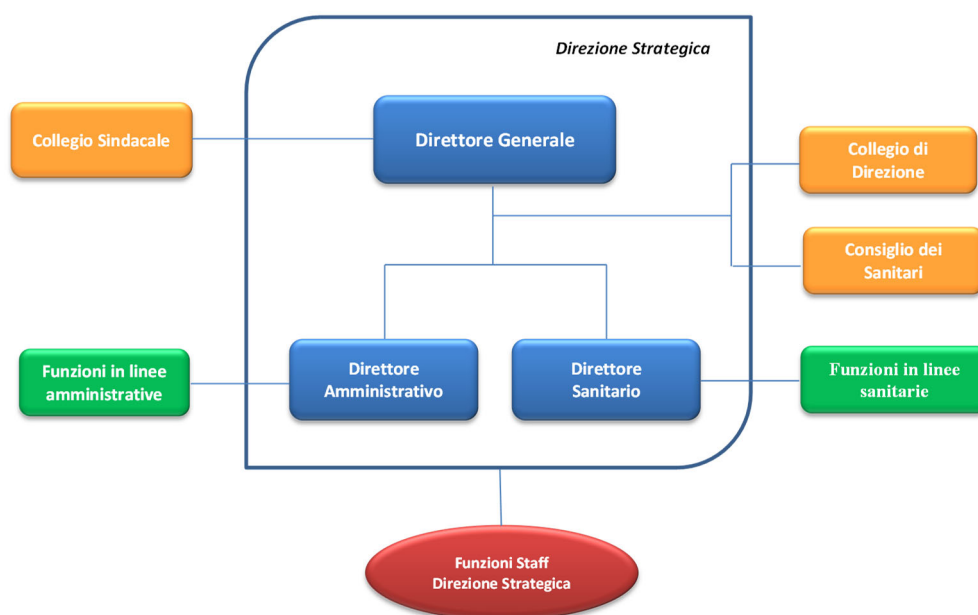 Direzione Strategica
Collegio Sindacale
Direttore Generale
Collegio di
Direzione
Consiglio dei
Sanitari
Funzioni in linee
amministrative
Direttore
Amministrativo
Direttore
Sanitario
Funzioni in linee
sanitarie
Funzioni Staff
Direzione Strategica